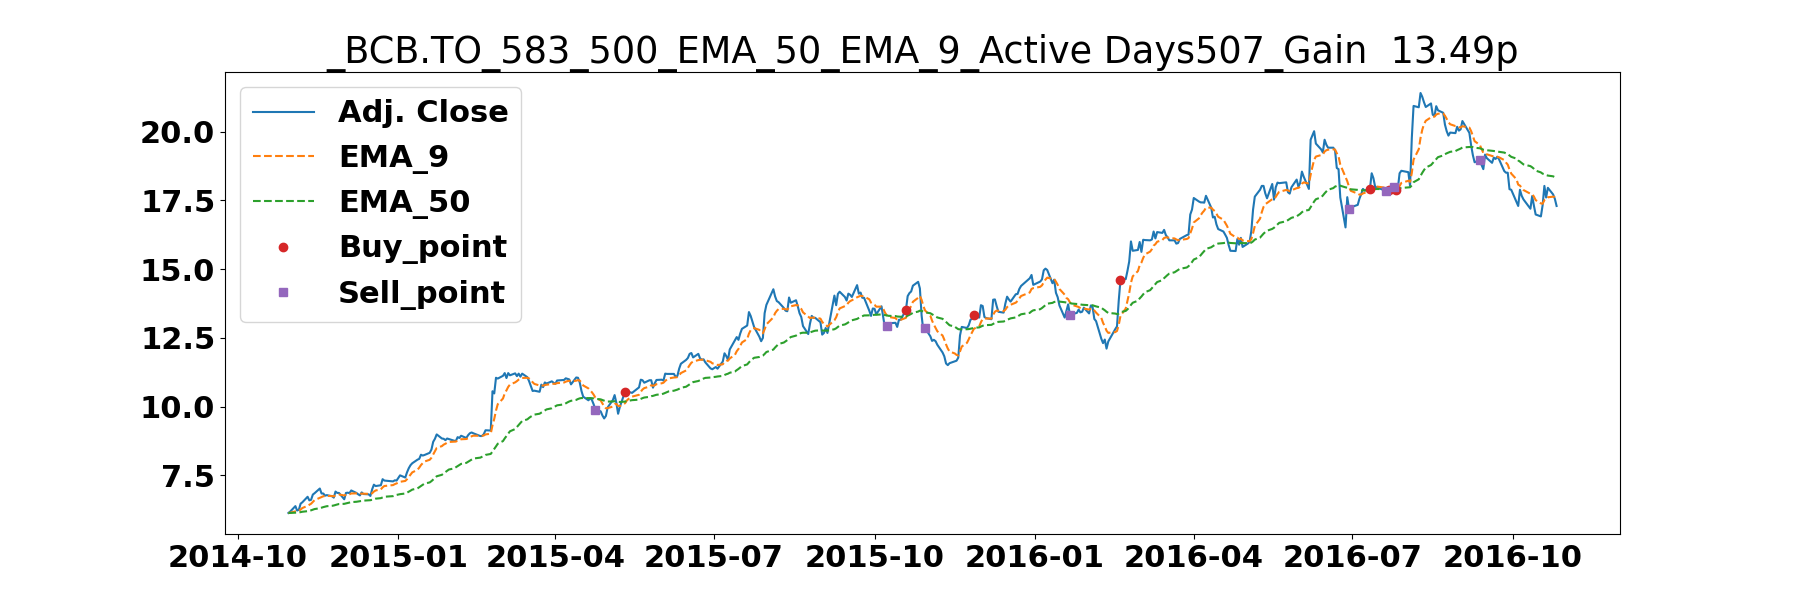 _BCB.TO_583_500_EMA_50_EMA_9_Active Days507_Gain  13.49p
Adj. Close
EMA_9
EMA_50
Buy_point
Sell_point
20.0
17.5
15.0
12.5
10.0
7.5
2014-10 2015-01 2015-04 2015-07 2015-10 2016-01 2016-04 2016-07 2016-10